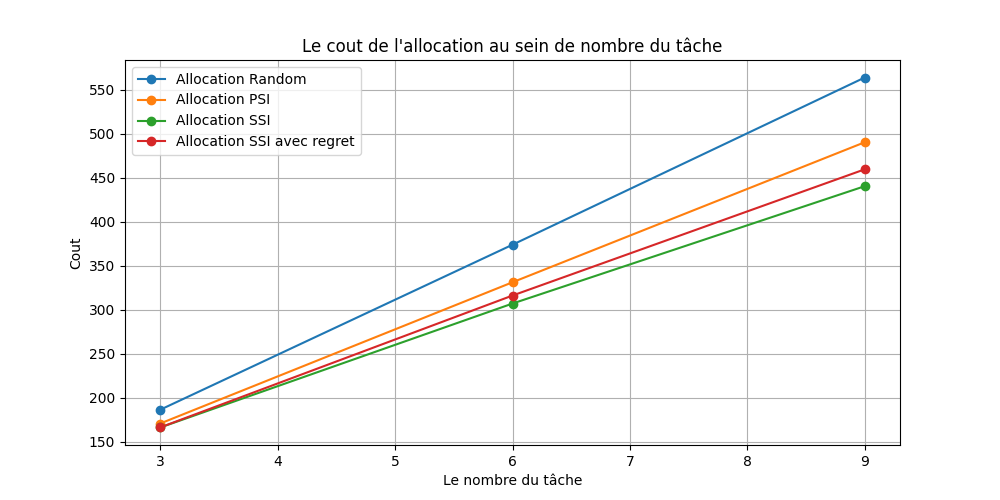 Le cout de l'allocation au sein de nombre du tâche
Allocation Random
Allocation PSI
Allocation SSI
Allocation SSI avec regret
550
500
450
400
350
300
250
200
150
Cout
3 4 5 6 7 8 9
Le nombre du tâche